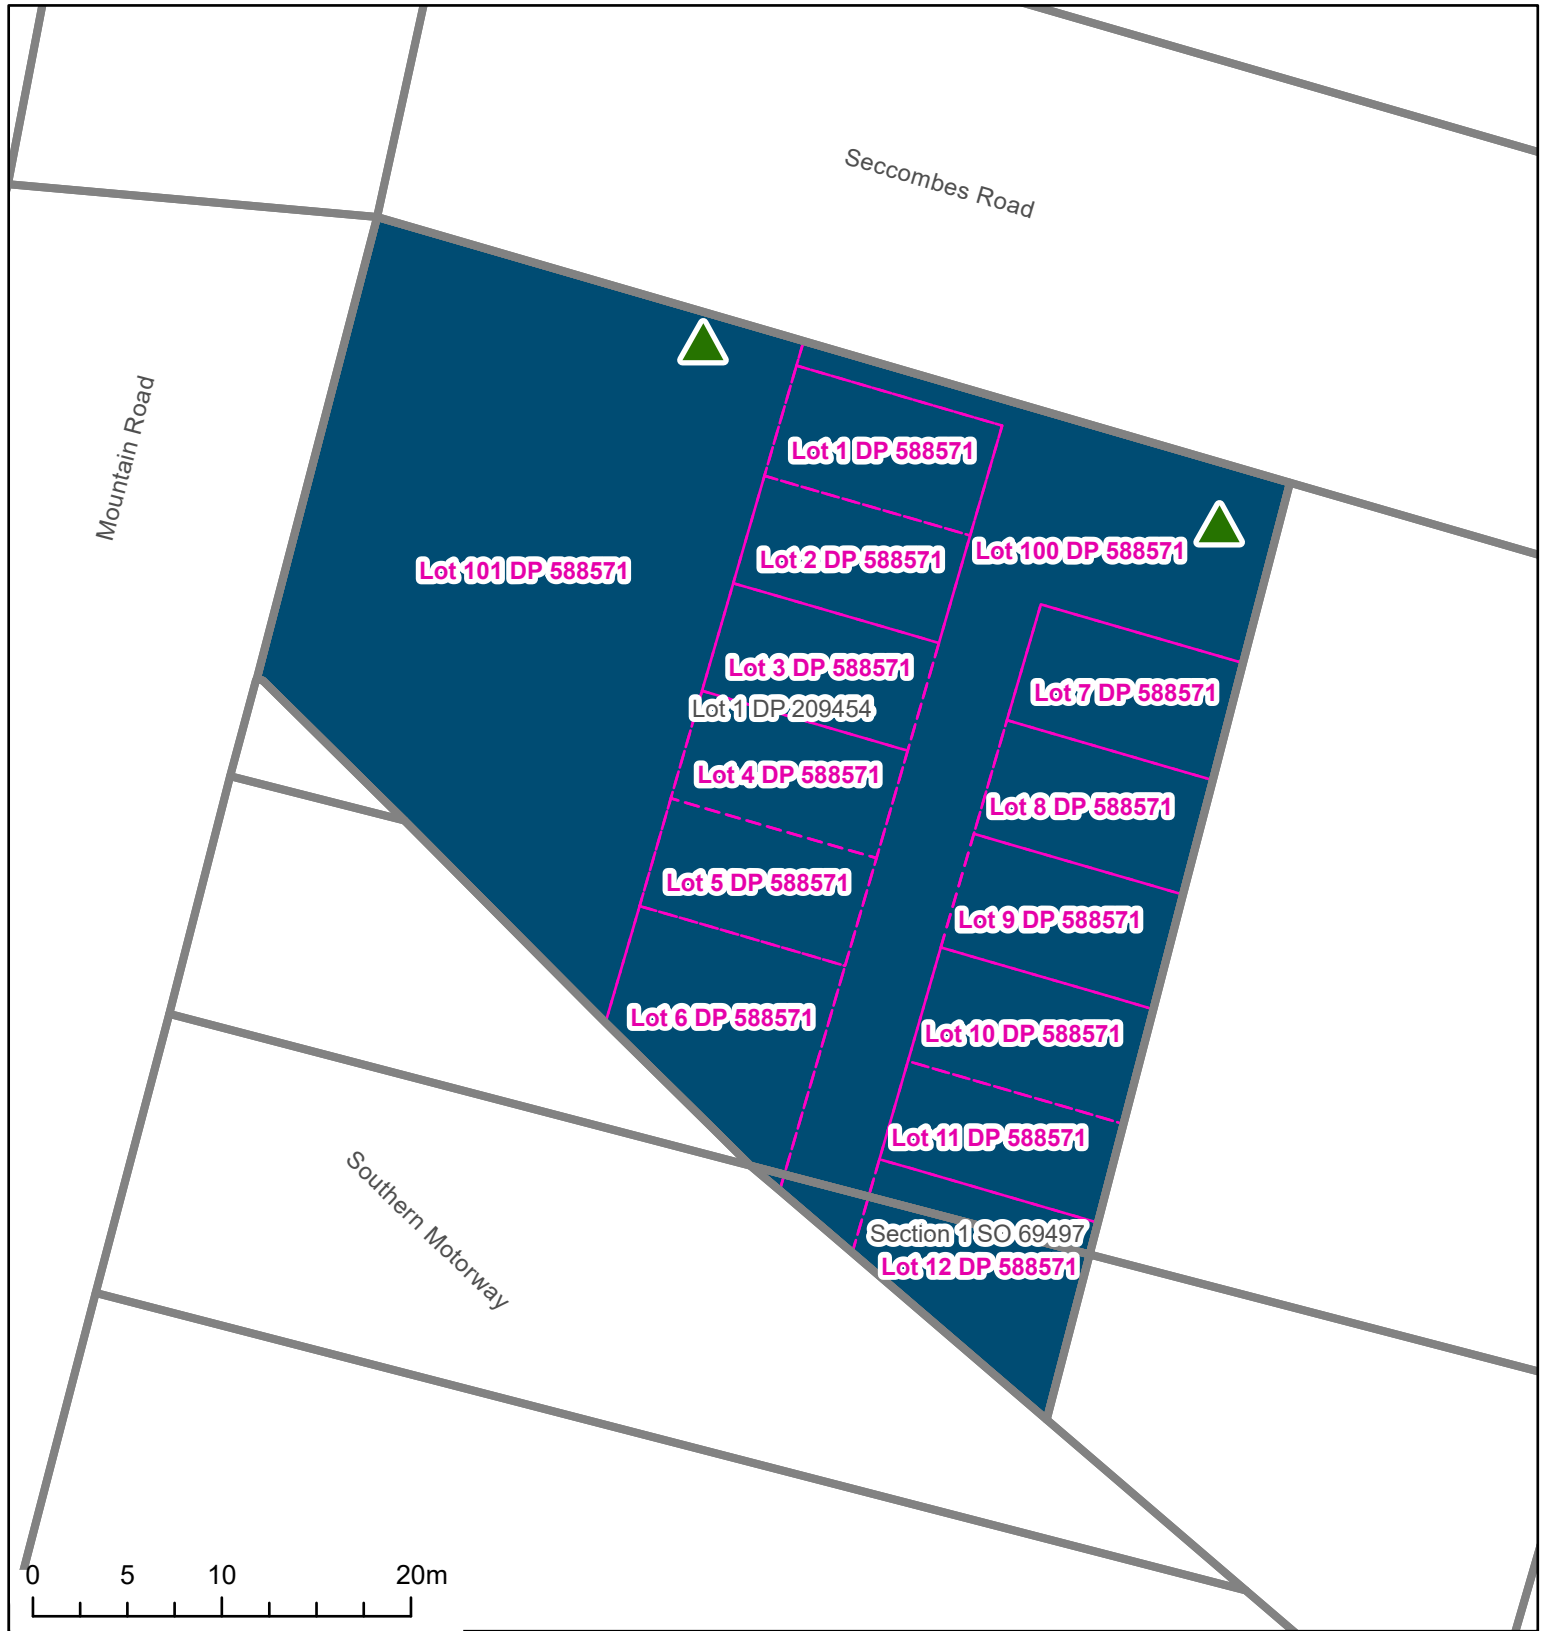 Seccombes Road
Mountain Road
Lot 1 DP 588571
Lot 100 DP 588571
Lot 2 DP 588571
Lot 101 DP 588571
Lot 3 DP 588571
Lot 7 DP 588571
Lot 1 DP 209454
Lot 4 DP 588571
Lot 8 DP 588571
Lot 5 DP 588571
Lot 9 DP 588571
Lot 6 DP 588571
Lot 10 DP 588571
Lot 11 DP 588571
Southern Motorway
Section 1 SO 69497
Lot 12 DP 588571
0 5 10 20m